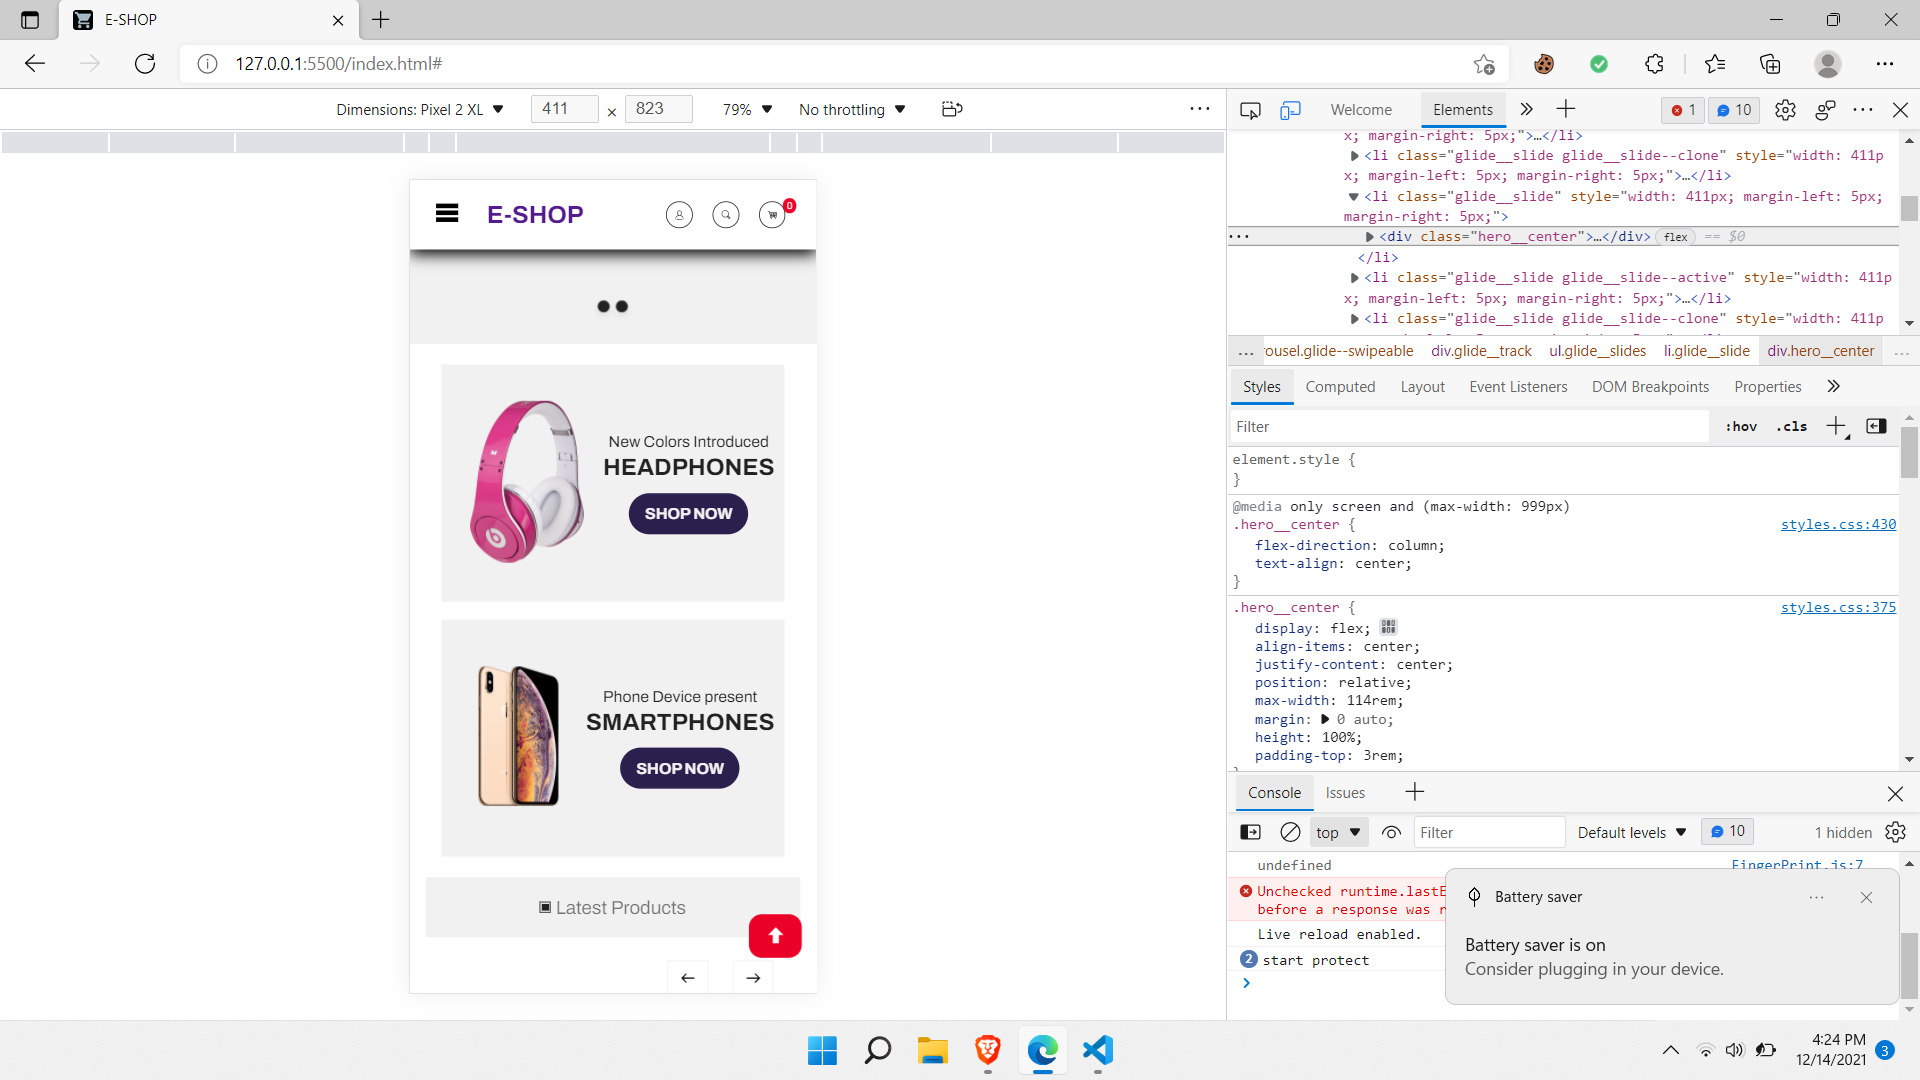 E-SHOP
127.0.0.1:5500/index.html#
Dimensions: Pixel 2 XL
411 × 823
79%
No throttling
Welcome
Elements
1
10
E-SHOP
0
New Colors Introduced
HEADPHONES
SHOP NOW
Phone Device present
SMARTPHONES
SHOP NOW
Latest Products
x; margin-right: 5px;">…</li>
<li class="glide__slide glide__slide--clone" style="width: 411p
x; margin-left: 5px; margin-right: 5px;">…</li>
<li class="glide__slide" style="width: 411px; margin-left: 5px;
margin-right: 5px;">
<div class="hero__center">…</div> flex == $0
</li>
<li class="glide__slide glide__slide--active" style="width: 411p
x; margin-left: 5px; margin-right: 5px;">…</li>
<li class="glide__slide glide__slide--clone" style="width: 411p
... rousel.glide--swipeable div.glide__track ul.glide__slides li.glide__slide div.hero__center ...
Styles Computed Layout Event Listeners DOM Breakpoints Properties
Filter :hov .cls
element.style {
}
@media only screen and (max-width: 999px)
.hero__center { styles.css:430
flex-direction: column;
text-align: center;
}
.hero__center { styles.css:375
display: flex;
align-items: center;
justify-content: center;
position: relative;
max-width: 114rem;
margin: 0 auto;
height: 100%;
padding-top: 3rem;
Console Issues
top Filter Default levels 10 1 hidden
undefined FingerPrint.js:7
Unchecked runtime.lastE
before a response was r
Live reload enabled.
2 start protect
Battery saver
Battery saver is on
Consider plugging in your device.
4:24 PM
12/14/2021
3